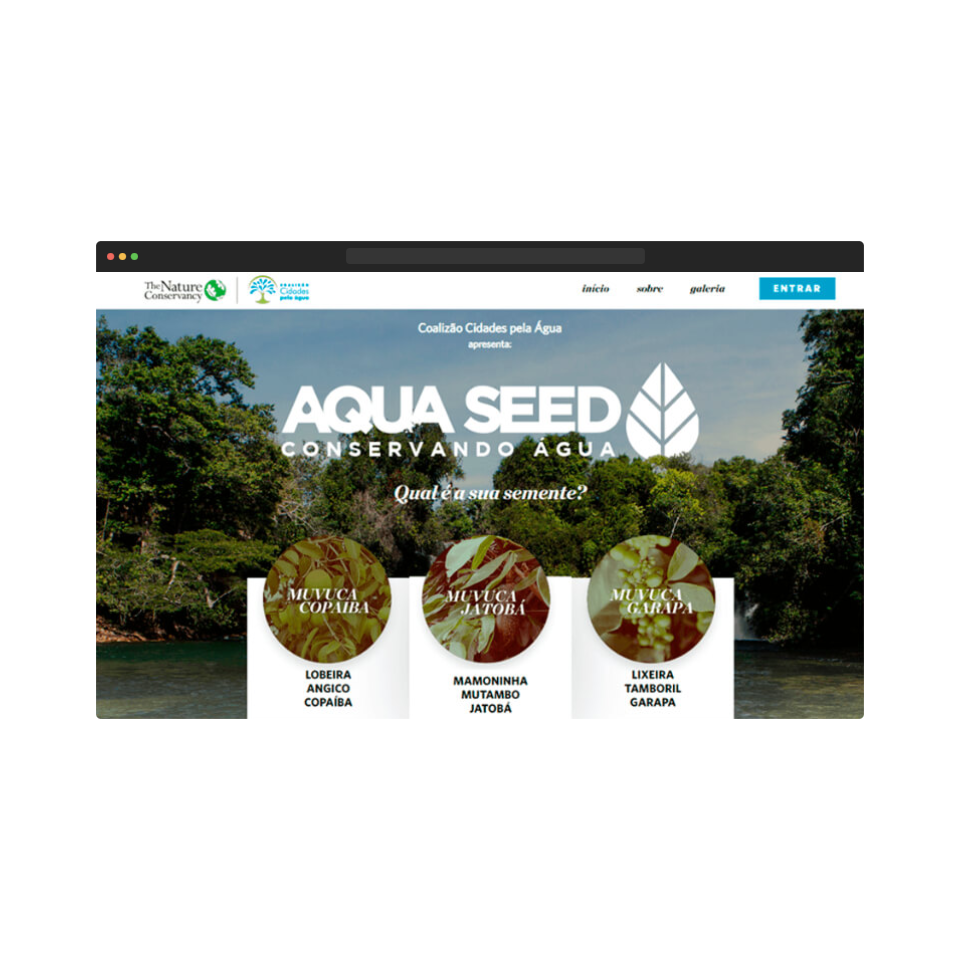 The Nature
Conservancy
COALIZÃO
Cidades
pela água
início
sobre
galeria
ENTRAR
Coalizão Cidades pela Água
apresenta:
AQUA SEED
CONSERVANDO ÁGUA
Qual é a sua semente?
MUVUCA
COPAÍBA
MUVUCA
JATOBÁ
MUVUCA
GARAPA
LOBEIRA
ANGICO
COPAÍBA
MAMONINHA
MUTAMBO
JATOBÁ
LIXEIRA
TAMBORIL
GARAPA